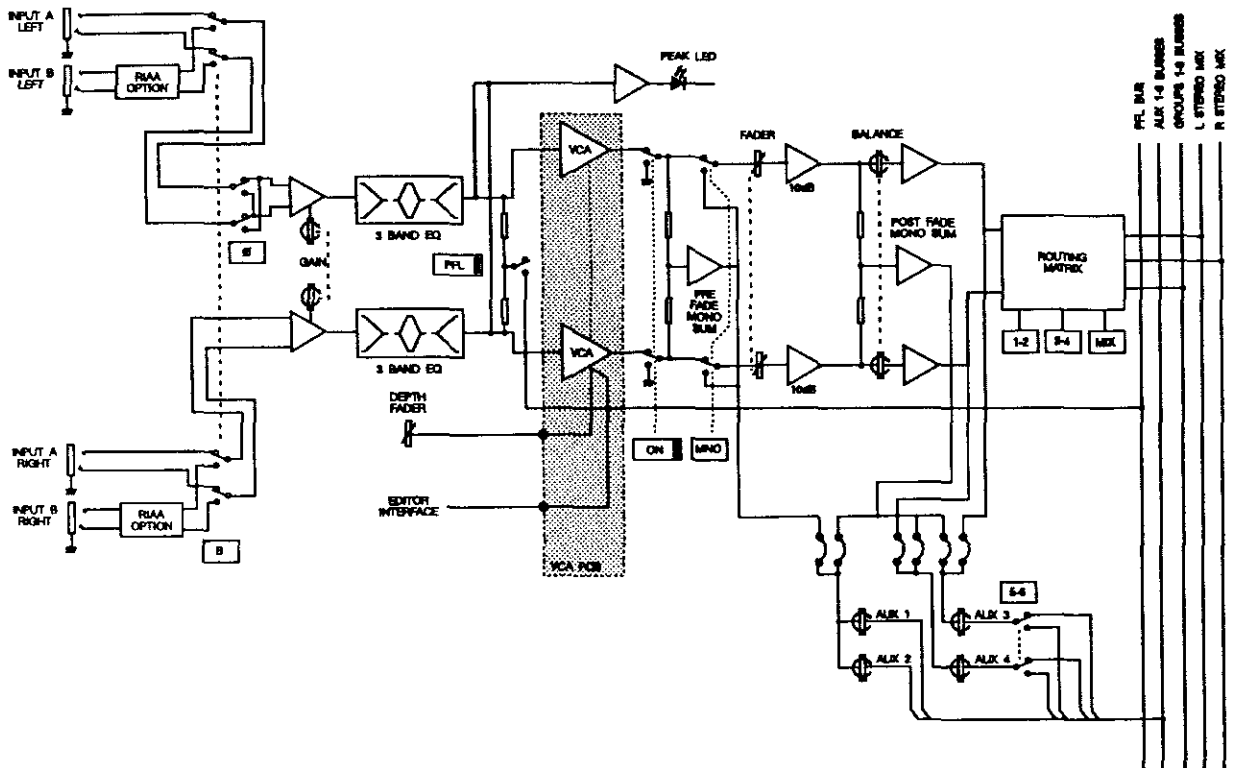 INPUT A
LEFT
INPUT B
LEFT
RIAA
OPTION
PEAK LED
PFL BUS
AUX 1-6 BUSSES
GROUPS 1-8 BUSSES
L STEREO MIX
R STEREO MIX
VCA
FADER
BALANCE
10dB
3 BAND EQ
Ø
GAIN
PFL
PRE
FADE
MONO
SUM
POST FADE
MONO SUM
ROUTING
MATRIX
1-2
3-4
MIX
VCA
3 BAND EQ
10dB
DEPTH
FADER
ON
MNO
INPUT A
RIGHT
INPUT B
RIGHT
RIAA
OPTION
B
EDITOR
INTERFACE
VCA PCB
5-6
AUX 1
AUX 3
AUX 2
AUX 4